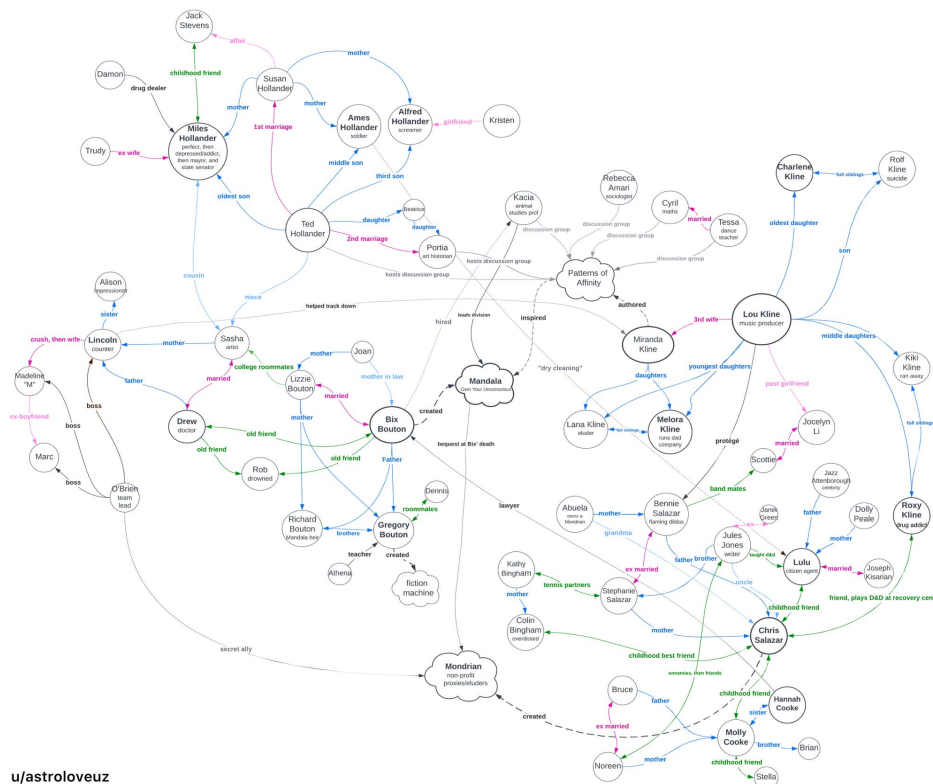 Jack
Stevens
affair
mother
childhood friend
Damon
drug dealer
Susan
Hollander
mother
mother
1st marriage
Miles
Hollander
perfect, then
depressed/addict,
then mayor, and
state senator
Trudy
ex wife
Ames
Hollander
soldier
Alfred
Hollander
screamer
girlfriend
Kristen
middle son
third son
oldest son
Ted
Hollander
daughter
Beatrice
daughter
2nd marriage
Portia
art historian
Kacia
animal
studies prof
Rebecca
Amari
sociologist
Cyril
maths
married
Tessa
dance
teacher
discussion group
discussion group
discussion group
discussion group
hosts discussion group
hosts discussion group
Patterns of
Affinity
Charlene
Kline
full siblings
Rolf
Kline
suicide
oldest daughter
son
cousin
niece
Alison
impressionist
sister
helped track down
hired
leads division
inspired
authored
3rd wife
Lou Kline
music producer
Miranda
Kline
middle daughters
Kiki
Kline
ran away
crush, then wife
Lincoln
counter
mother
Sasha
artist
college roommates
Joan
mother
mother in law
Lizzie
Bouton
Mandala
Own Your Unconscious
"dry cleaning"
daughters
youngest daughters
past girlfriend
Madeline
"M"
father
married
married
created
Bix
Bouton
mother
ex-boyfriend
boss
boss
Drew
doctor
old friend
old friend
old friend
Rob
drowned
bequest at Bix' death
Lana Kline
eluder
full siblings
Melora
Kline
runs dad
company
protégé
Jocelyn
Li
married
Scottie
full siblings
Marc
boss
O'Brien
team
lead
Father
Dennis
roommates
lawyer
band mates
Jazz
Attenborough
celebrity
Dolly
Peale
Roxy
Kline
drug addict
Richard
Bouton
Mandala heir
brothers
Gregory
Bouton
teacher
Athena
created
fiction
machine
Abuela
owns a
Mondrian
mother
Bennie
Salazar
flaming dildos
grandma
father
brother
Janet
Green
ex
Jules
Jones
writer
taught d&d
father
mother
Lulu
citizen agent
married
Joseph
Kisarian
Kathy
Bingham
tennis partners
ex married
uncle
Stephanie
Salazar
mother
mother
childhood friend
friend, plays D&D at recovery cen
Colin
Bingham
overdosed
childhood best friend
Chris
Salazar
secret ally
Mondrian
non-profit
proxies/eluders
ennemies, then friends
created
Bruce
father
childhood friend
Hannah
Cooke
sister
ex married
Molly
Cooke
brother
Brian
Noreen
mother
childhood friend
Stella
u/astroloveuz